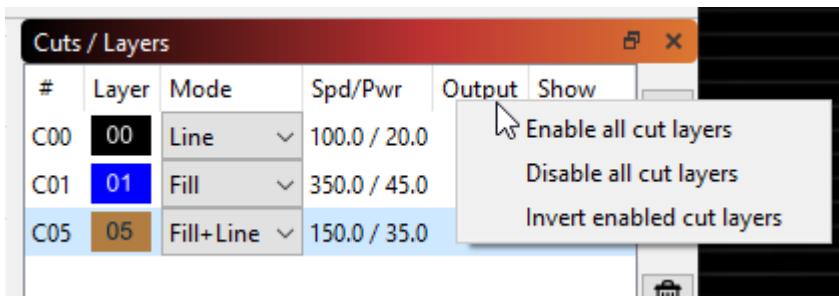 Cuts / Layers
# Layer Mode Spd/Pwr Output Show
C00 00 Line 100.0 / 20.0
Enable all cut layers
C01 01 Fill 350.0 / 45.0
Disable all cut layers
C05 05 Fill+Line 150.0 / 35.0
Invert enabled cut layers